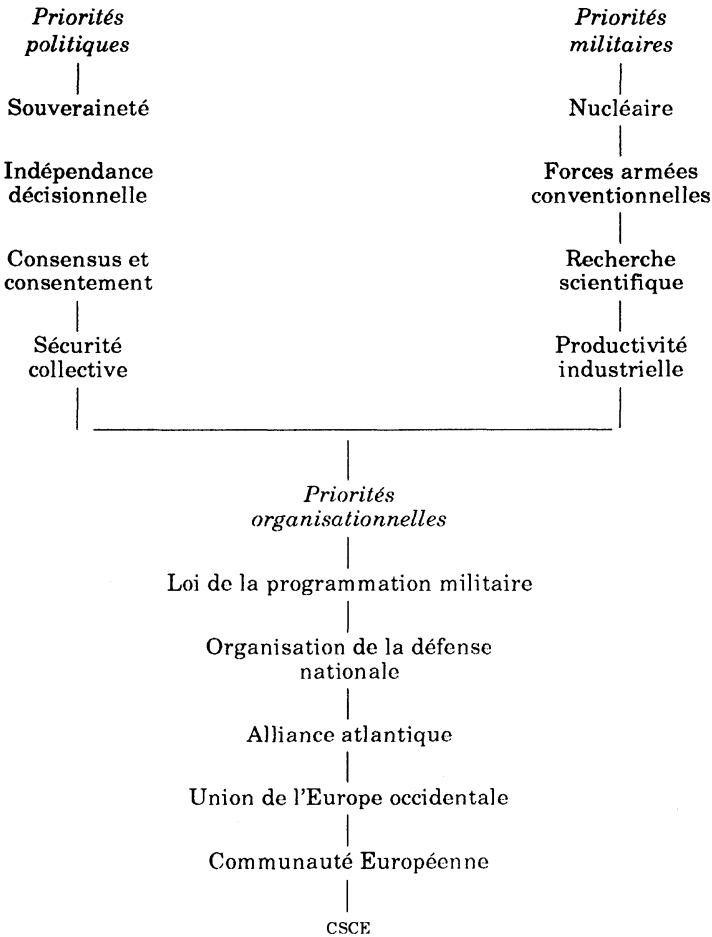 Priorités
politiques
Souveraineté
Indépendance
décisionnelle
Consensus et
consentement
Sécurité
collective
Priorités
militaires
Nucléaire
Forces armées
conventionnelles
Recherche
scientifique
Productivité
industrielle
Priorités
organisationnelles
Loi de la programmation militaire
Organisation de la défense
nationale
Alliance atlantique
Union de l'Europe occidentale
Communauté Européenne
CSCE